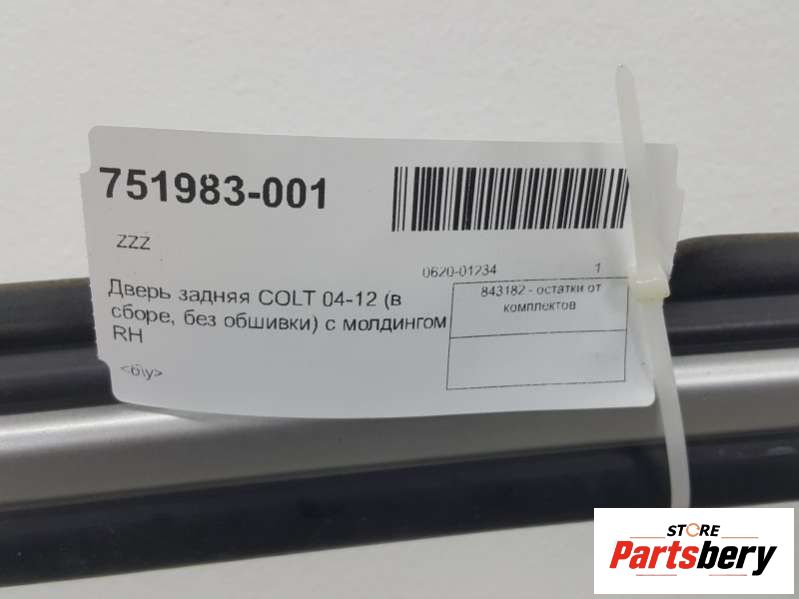 751983-001
ZZZ
0620-01234 1
Дверь задняя COLT 04-12 (в
сборе, без обшивки) с молдингом
RH
<б\у>
843182 - остатки от
комплектов
STORE
Partsbery